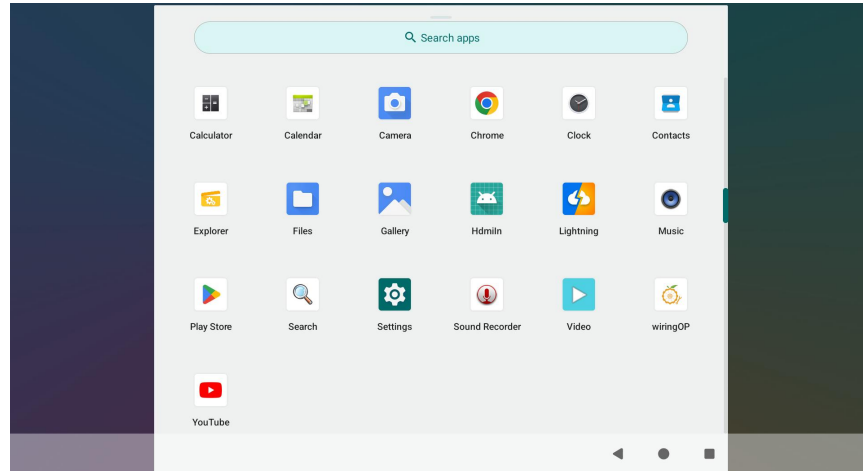 Search apps
Calculator
Calendar
Camera
Chrome
Clock
Contacts
Explorer
Files
Gallery
HdmiIn
Lightning
Music
Play Store
Search
Settings
Sound Recorder
Video
wiringOP
YouTube